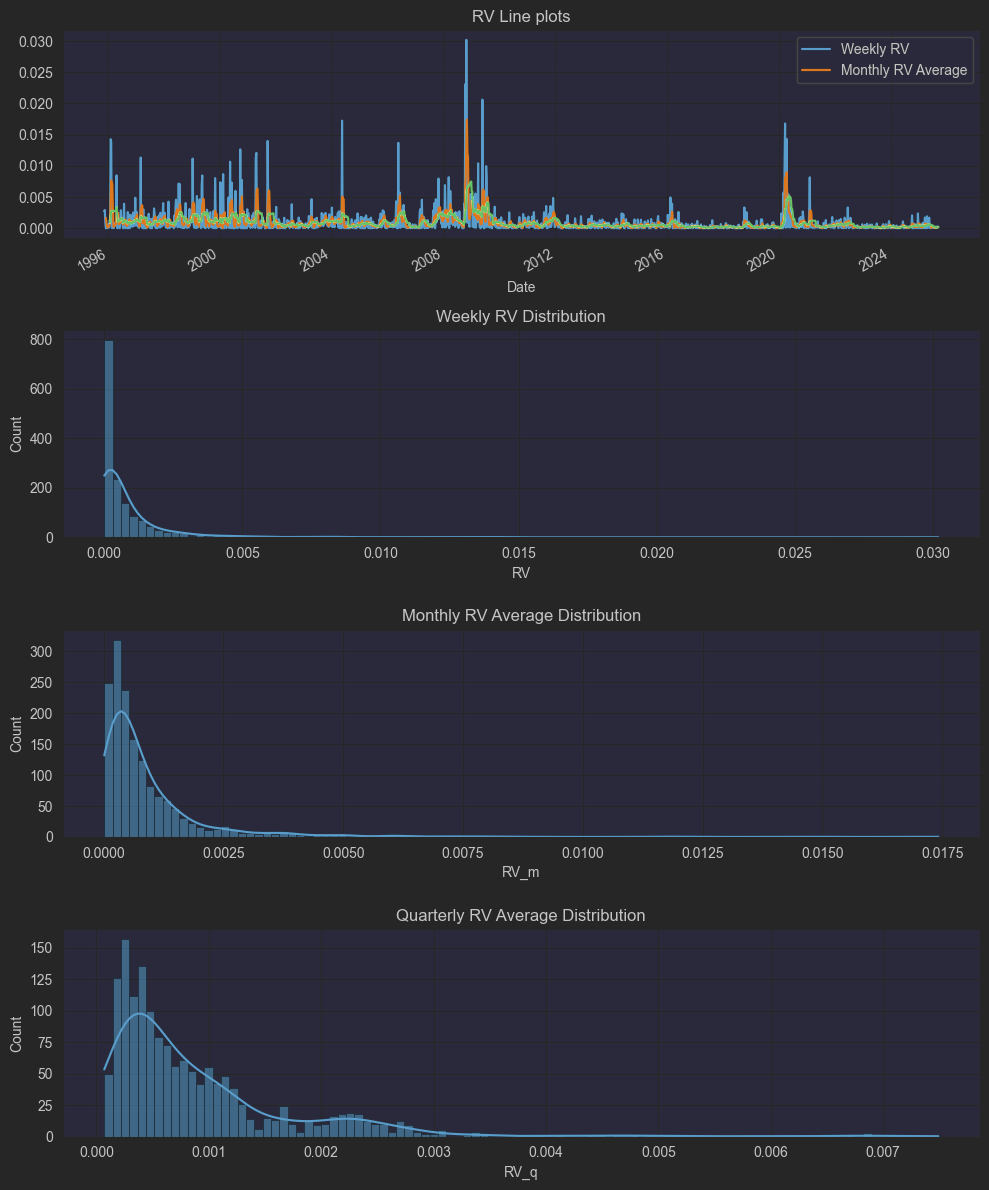 RV Line plots
0.030
0.025
0.020
0.015
0.010
0.005
0.000
Weekly RV
Monthly RV Average
1996 2000 2004 2008 2012 2016 2020 2024
Date
Weekly RV Distribution
800
600
400
200
0
Count
0.000 0.005 0.010 0.015 0.020 0.025 0.030
RV
Monthly RV Average Distribution
300
250
200
150
100
50
0
Count
0.0000 0.0025 0.0050 0.0075 0.0100 0.0125 0.0150 0.0175
RV_m
Quarterly RV Average Distribution
150
125
100
75
50
25
0
Count
0.000 0.001 0.002 0.003 0.004 0.005 0.006 0.007
RV_q